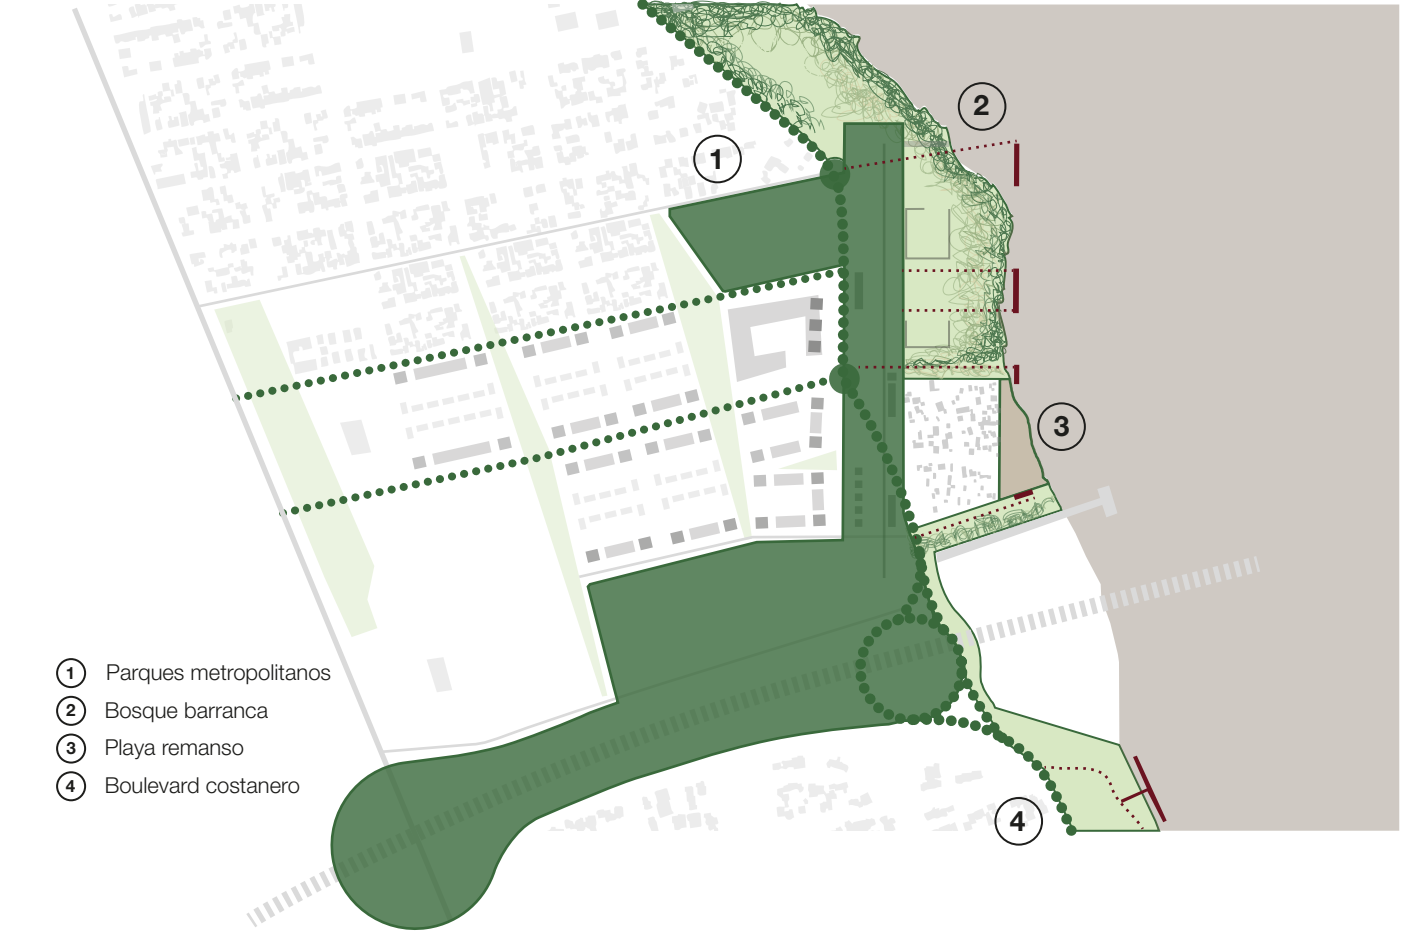 2
1
3
1 Parques metropolitanos
2 Bosque barranca
3 Playa remanso
4 Boulevard costanero
4